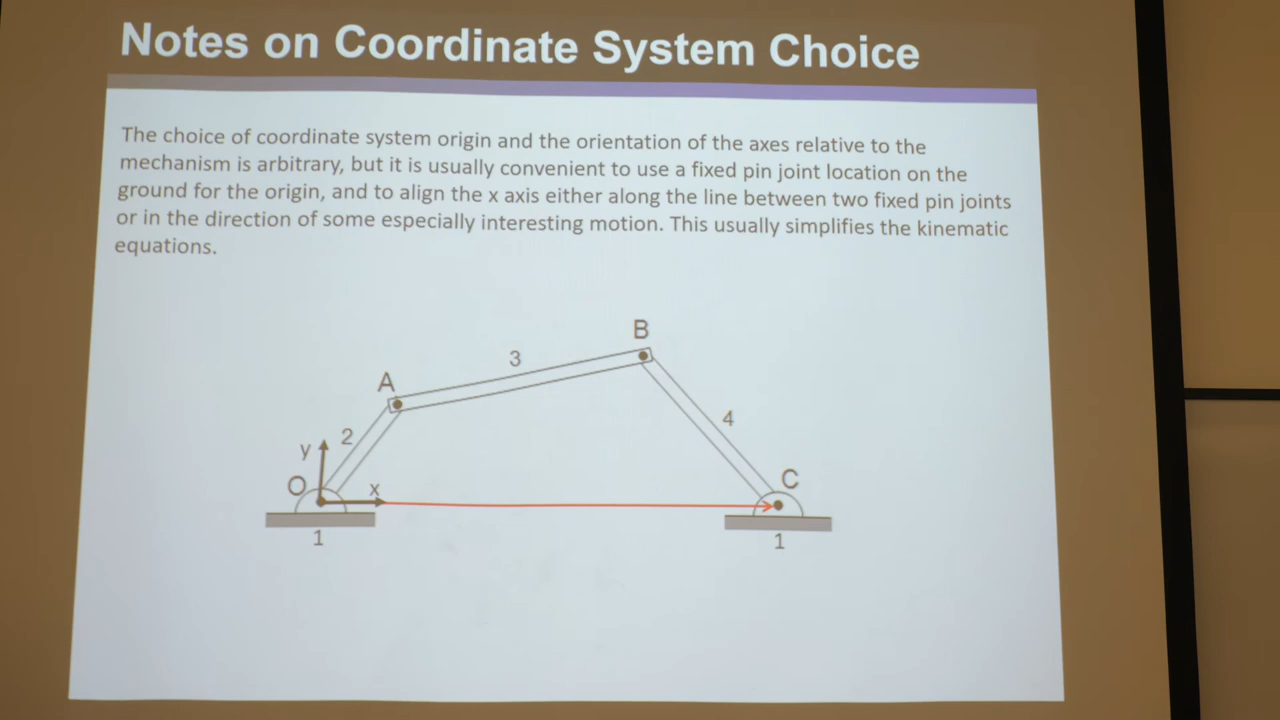 Notes on Coordinate System Choice
The choice of coordinate system origin and the orientation of the axes relative to the
mechanism is arbitrary, but it is usually convenient to use a fixed pin joint location on the
ground for the origin, and to align the x axis either along the line between two fixed pin joints
or in the direction of some especially interesting motion. This usually simplifies the kinematic
equations.
B
3
A
4
2
y
C
O
x
1
1